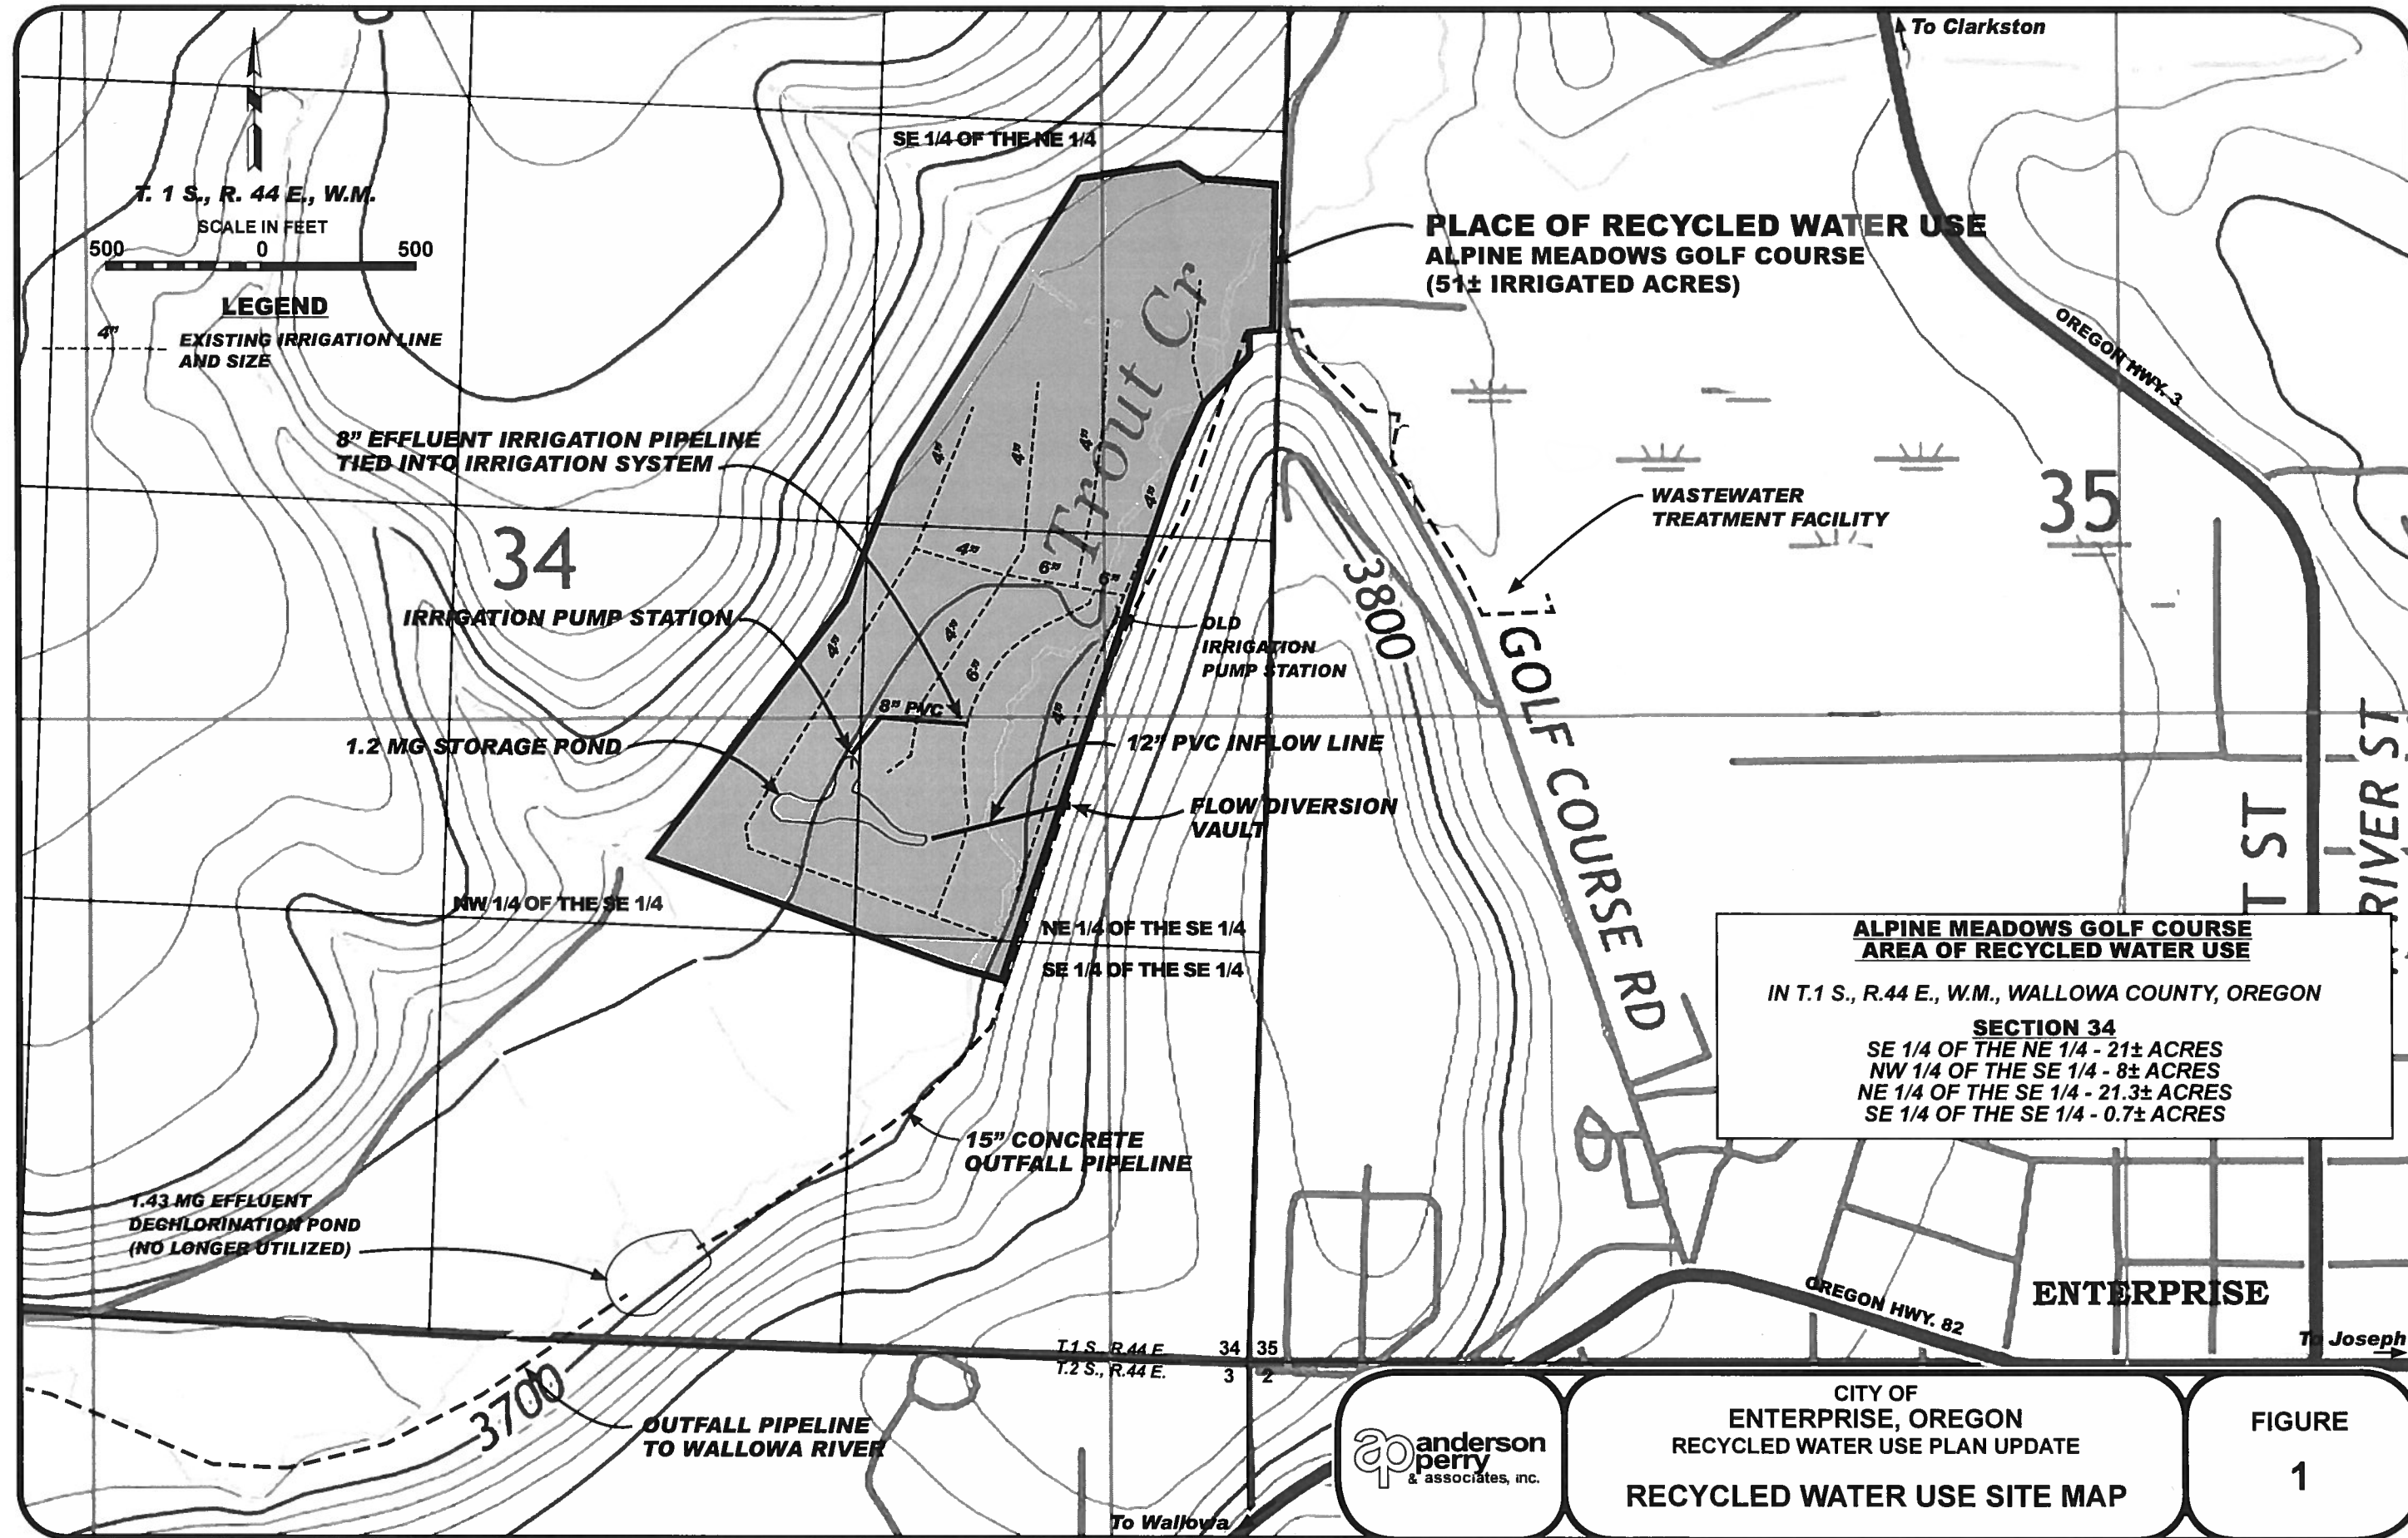 To Clarkston
SE 1/4 OF THE NE 1/4
T. 1 S., R. 44 E., W.M.
SCALE IN FEET
500 0 500
LEGEND
4"
EXISTING IRRIGATION LINE
AND SIZE
PLACE OF RECYCLED WATER USE
ALPINE MEADOWS GOLF COURSE
(51± IRRIGATED ACRES)
OREGON HWY. 3
Trout Cr
8" EFFLUENT IRRIGATION PIPELINE
TIED INTO IRRIGATION SYSTEM
4"
4"
4"
4"
WASTEWATER
TREATMENT FACILITY
35
34
4"
6"
6"
3800
IRRIGATION PUMP STATION
OLD
IRRIGATION
PUMP STATION
4"
4"
6"
4"
8" PVC
GOLF COURSE RD
1.2 MG STORAGE POND
12" PVC INFLOW LINE
FLOW DIVERSION
VAULT
T ST
RIVER ST
NW 1/4 OF THE SE 1/4
NE 1/4 OF THE SE 1/4
SE 1/4 OF THE SE 1/4
ALPINE MEADOWS GOLF COURSE
AREA OF RECYCLED WATER USE
IN T.1 S., R.44 E., W.M., WALLOWA COUNTY, OREGON
SECTION 34
SE 1/4 OF THE NE 1/4 - 21± ACRES
NW 1/4 OF THE SE 1/4 - 8± ACRES
NE 1/4 OF THE SE 1/4 - 21.3± ACRES
SE 1/4 OF THE SE 1/4 - 0.7± ACRES
15" CONCRETE
OUTFALL PIPELINE
1.43 MG EFFLUENT
DECHLORINATION POND
(NO LONGER UTILIZED)
ENTERPRISE
OREGON HWY. 82
To Joseph
T.1 S., R.44 E. 34 35
T.2 S., R.44 E. 3 2
3700
OUTFALL PIPELINE
TO WALLOWA RIVER
To Wallowa
anderson
perry
& associates, inc.
CITY OF
ENTERPRISE, OREGON
RECYCLED WATER USE PLAN UPDATE
RECYCLED WATER USE SITE MAP
FIGURE
1